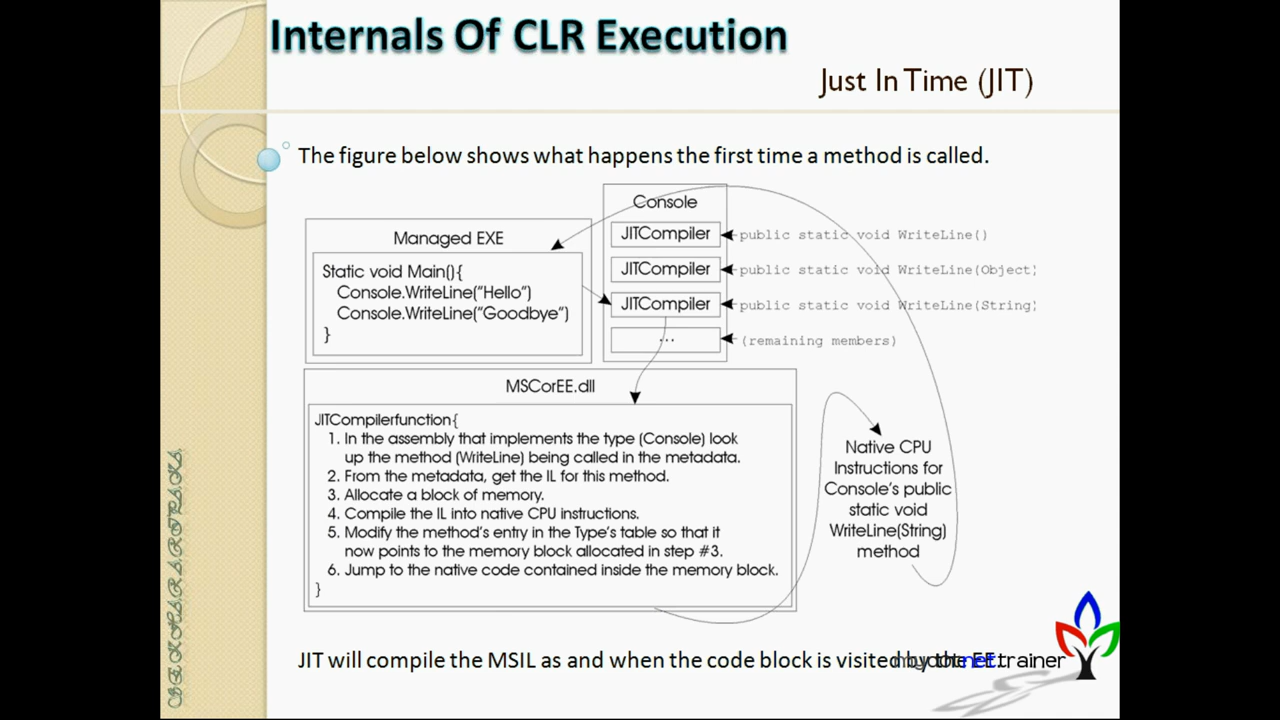 Internals Of CLR Execution
Just In Time (JIT)
The figure below shows what happens the first time a method is called.
Console
Managed EXE
JITCompiler
public static void WriteLine()
Static void Main(){
Console.WriteLine("Hello")
Console.WriteLine("Goodbye")
}
JITCompiler
public static void WriteLine(Object)
JITCompiler
public static void WriteLine(String)
...
(remaining members)
MSCorEE.dll
JITCompilerfunction{
1. In the assembly that implements the type (Console) look
up the method (WriteLine) being called in the metadata.
2. From the metadata, get the IL for this method.
3. Allocate a block of memory.
4. Compile the IL into native CPU instructions.
5. Modify the method's entry in the Type's table so that it
now points to the memory block allocated in step #3.
6. Jump to the native code contained inside the memory block.
}
Native CPU
Instructions for
Console's public
static void
WriteLine(String)
method
JIT will compile the MSIL as and when the code block is visited by the EE.
trainer